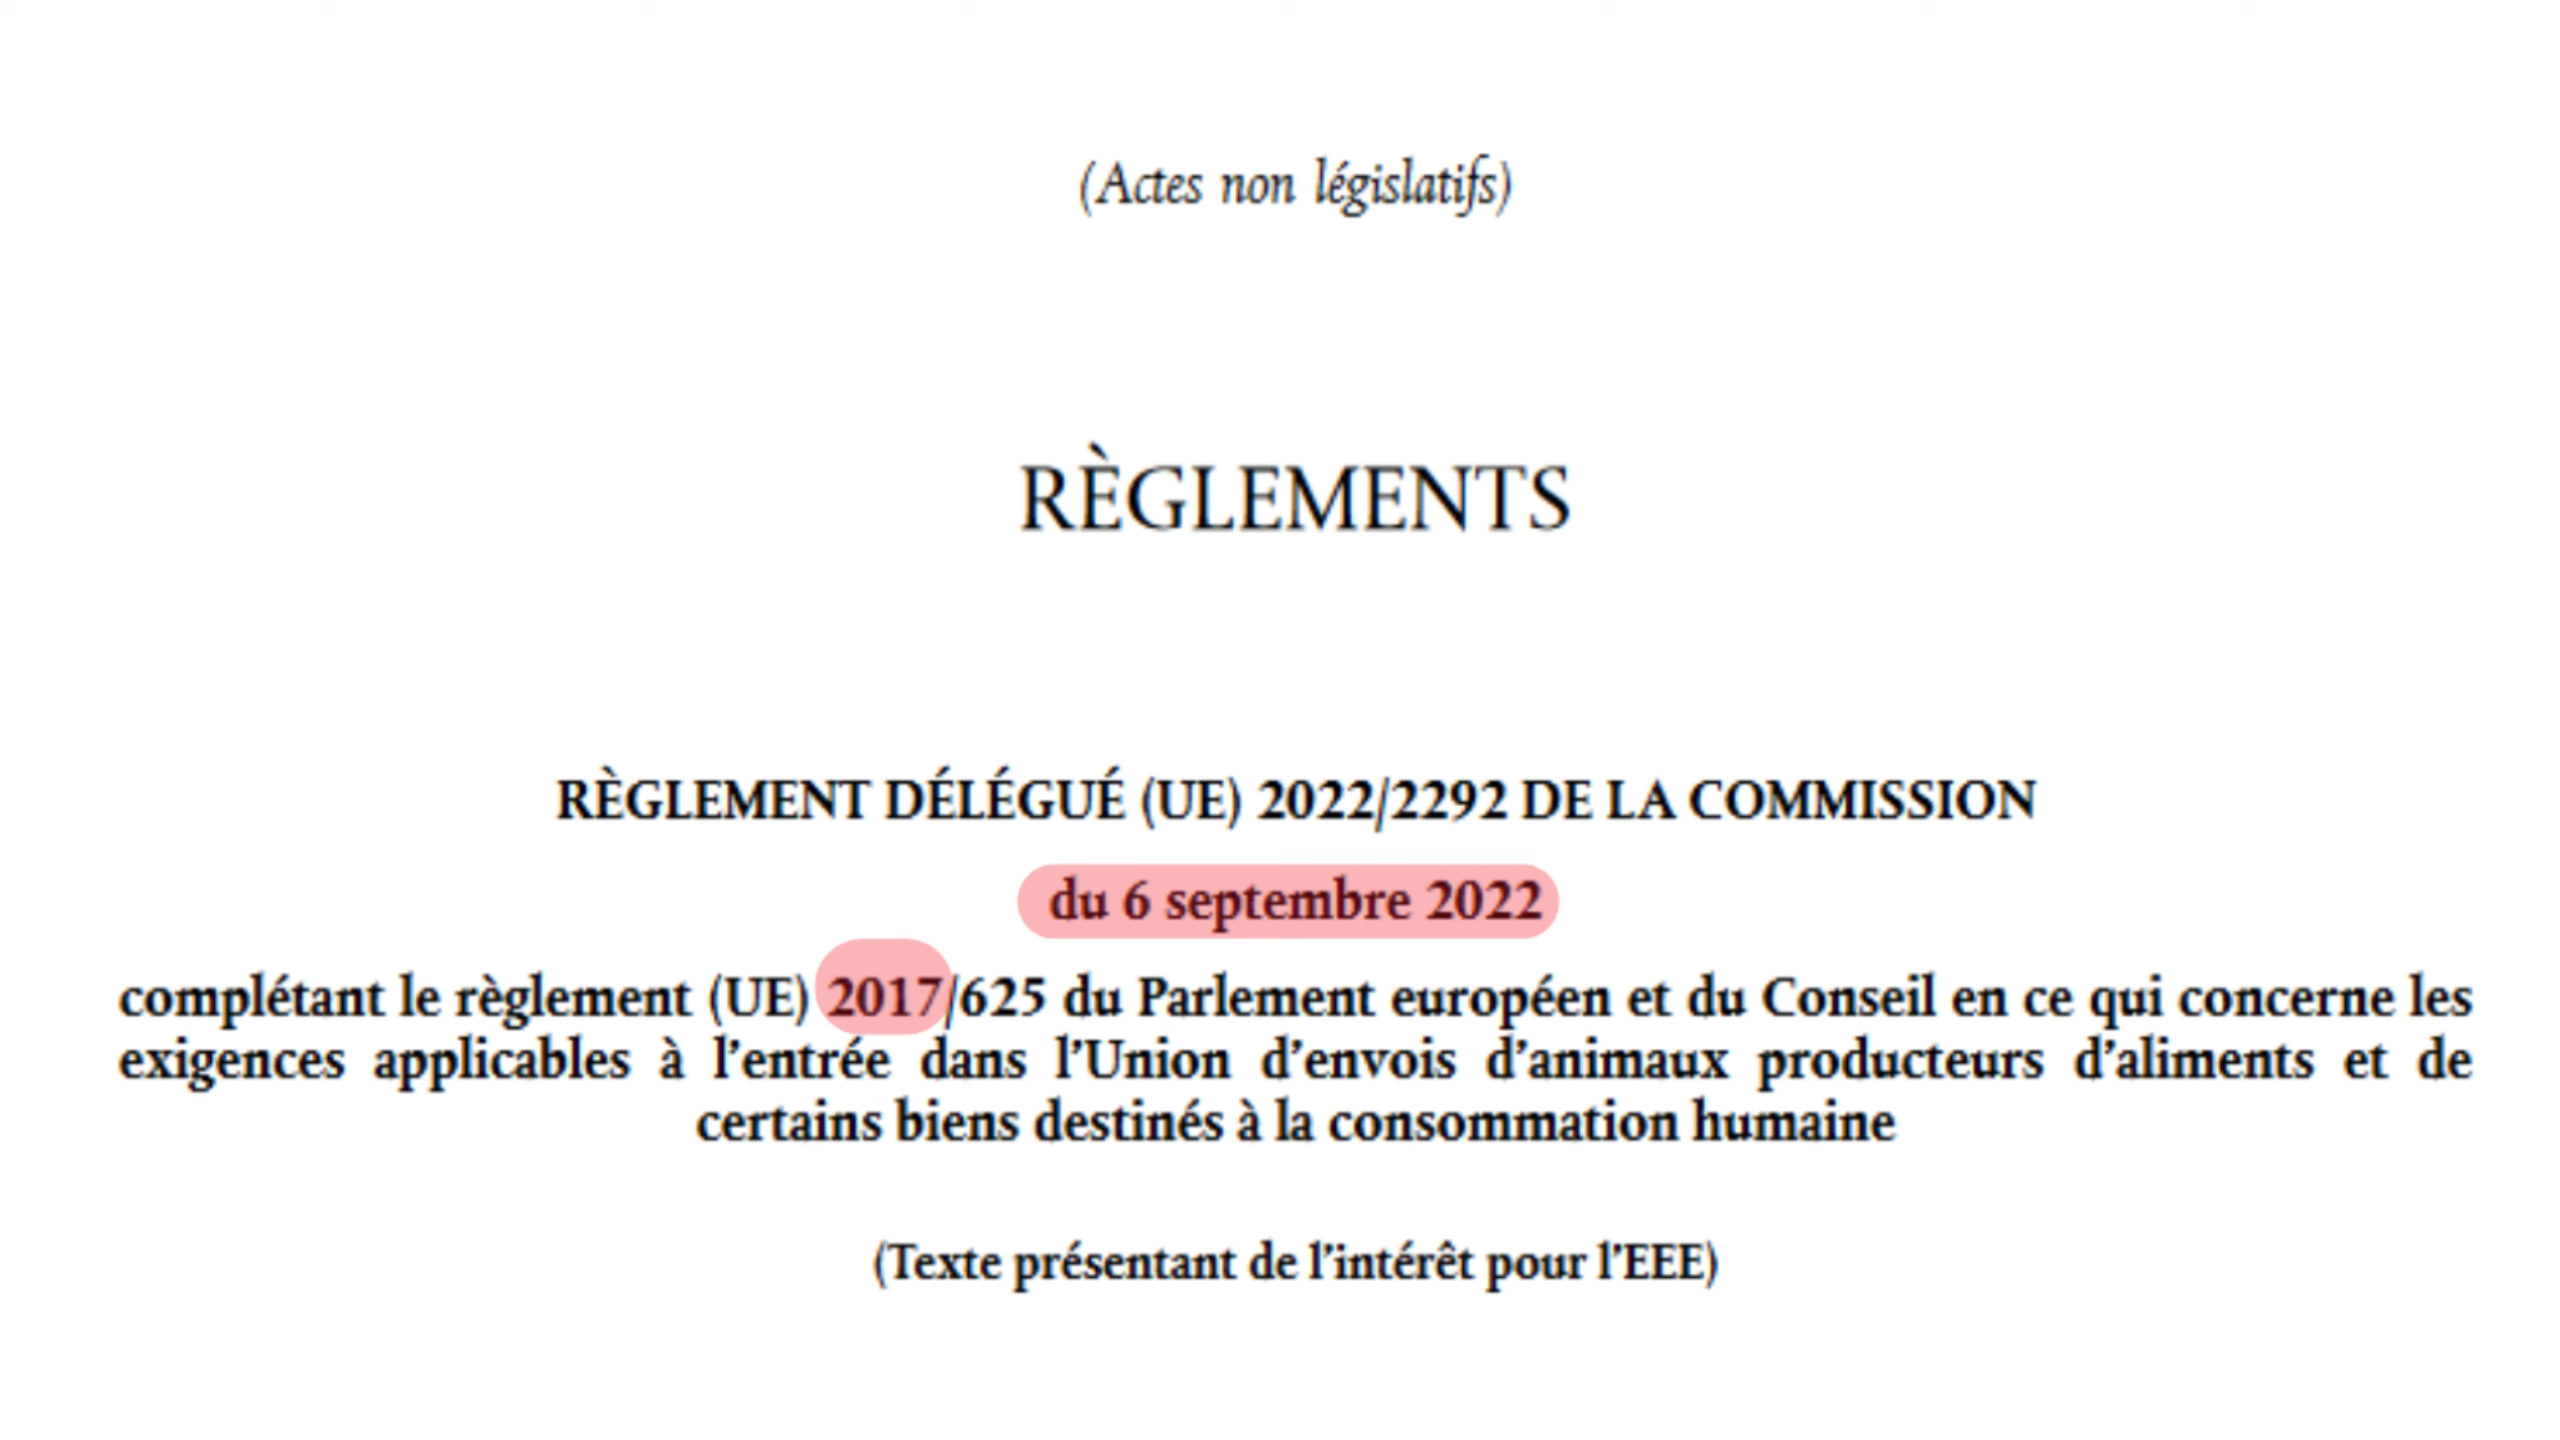 (Actes non législatifs)
RÈGLEMENTS
RÈGLEMENT DÉLÉGUÉ (UE) 2022/2292 DE LA COMMISSION
du 6 septembre 2022
complétant le règlement (UE) 2017/625 du Parlement européen et du Conseil en ce qui concerne les
exigences applicables à l’entrée dans l’Union d’envois d’animaux producteurs d’aliments et de
certains biens destinés à la consommation humaine
(Texte présentant de l’intérêt pour l’EEE)